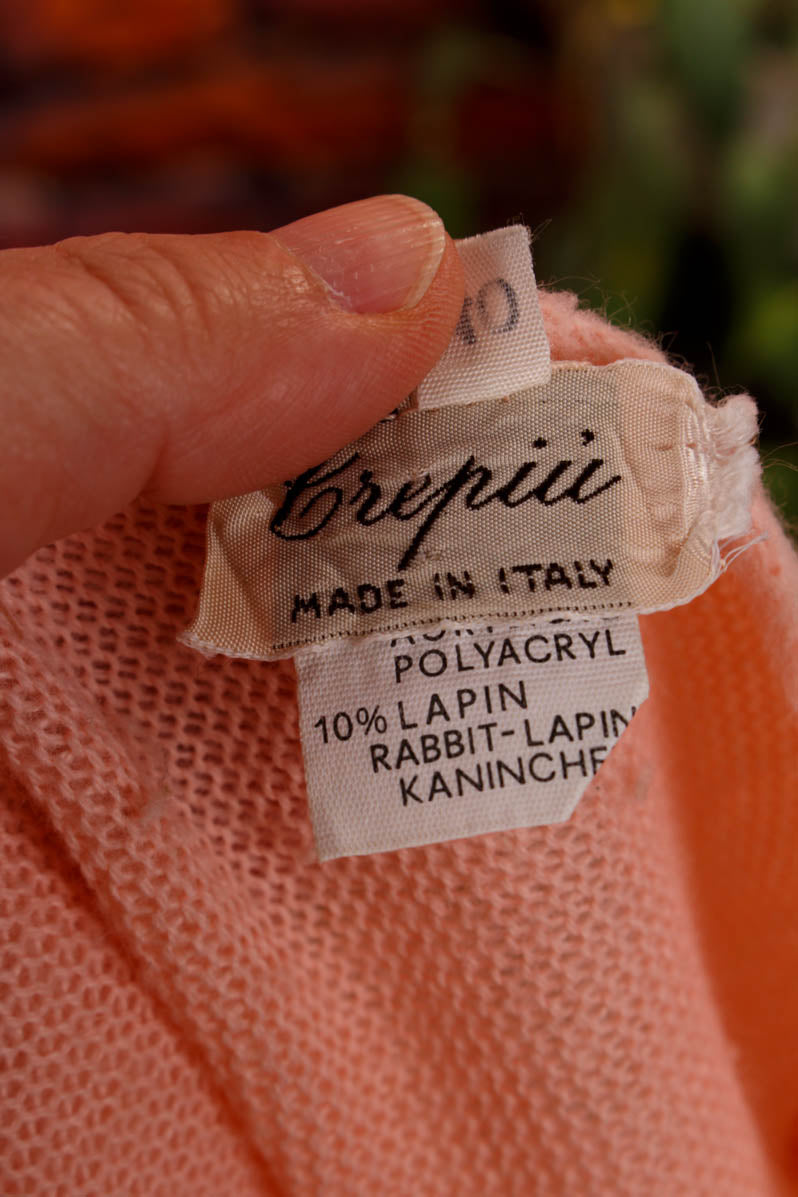 Crepiù
MADE IN ITALY
POLYACRYL
10% LAPIN
RABBIT-LAPIN
KANINCHE